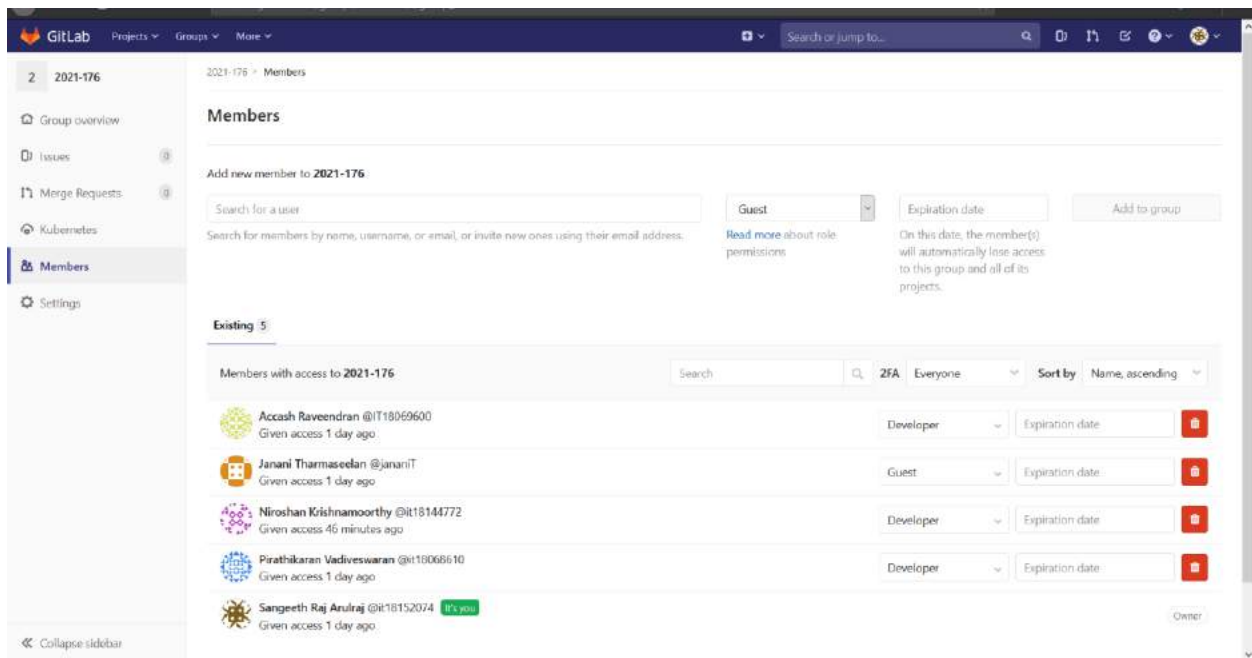 GitLab Projects Groups More Search or jump to...
2 2021-176
Group overview
Issues 0
Merge Requests 0
Kubernetes
Members
Settings
Collapse sidebar
2021-176 > Members
Members
Add new member to 2021-176
Search for a user
Search for members by name, username, or email, or invite new ones using their email address.
Guest
Read more about role
permissions
Expiration date
On this date, the member(s)
will automatically lose access
to this group and all of its
projects.
Add to group
Existing 5
Members with access to 2021-176 Search 2FA Everyone Sort by Name, ascending
Accash Raveendran @IT18069600
Given access 1 day ago
Developer Expiration date
Janani Tharmaseelan @jananiT
Given access 1 day ago
Guest Expiration date
Niroshan Krishnamoorthy @it18144772
Given access 46 minutes ago
Developer Expiration date
Pirathikaran Vadiveswaran @it18068610
Given access 1 day ago
Developer Expiration date
Sangeeth Raj Arulraj @it18152074 It's you
Given access 1 day ago
Owner